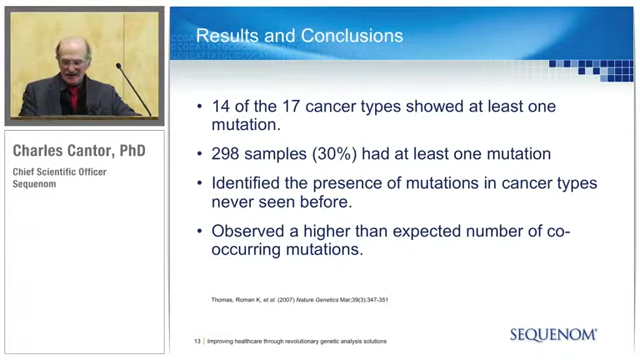 Results and Conclusions
• 14 of the 17 cancer types showed at least one
mutation.
• 298 samples (30%) had at least one mutation
• Identified the presence of mutations in cancer types
never seen before.
• Observed a higher than expected number of co-
occurring mutations.
Thomas, Roman K, et al. (2007) Nature Genetics Mar;39(3):347-351
13 | Improving healthcare through revolutionary genetic analysis solutions
SEQUENOM®
Charles Cantor, PhD
Chief Scientific Officer
Sequenom